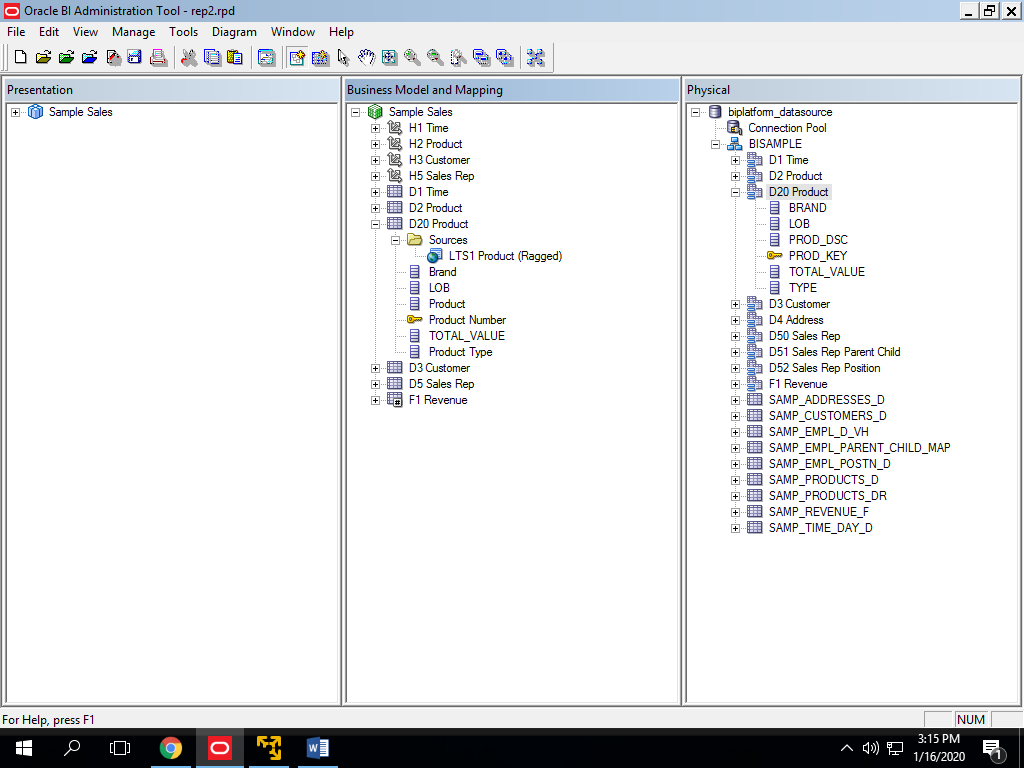 Oracle BI Administration Tool - rep2.rpd
File Edit View Manage Tools Diagram Window Help
Presentation
Sample Sales
Business Model and Mapping
Sample Sales
H1 Time
H2 Product
H3 Customer
H5 Sales Rep
D1 Time
D2 Product
D20 Product
Sources
LTS1 Product (Ragged)
Brand
LOB
Product
Product Number
TOTAL_VALUE
Product Type
D3 Customer
D5 Sales Rep
F1 Revenue
Physical
biplatform_datasource
Connection Pool
BISAMPLE
D1 Time
D2 Product
D20 Product
BRAND
LOB
PROD_DSC
PROD_KEY
TOTAL_VALUE
TYPE
D3 Customer
D4 Address
D50 Sales Rep
D51 Sales Rep Parent Child
D52 Sales Rep Position
F1 Revenue
SAMP_ADDRESSES_D
SAMP_CUSTOMERS_D
SAMP_EMPL_D_VH
SAMP_EMPL_PARENT_CHILD_MAP
SAMP_EMPL_POSTN_D
SAMP_PRODUCTS_D
SAMP_PRODUCTS_DR
SAMP_REVENUE_F
SAMP_TIME_DAY_D
For Help, press F1
NUM
3:15 PM
1/16/2020
1